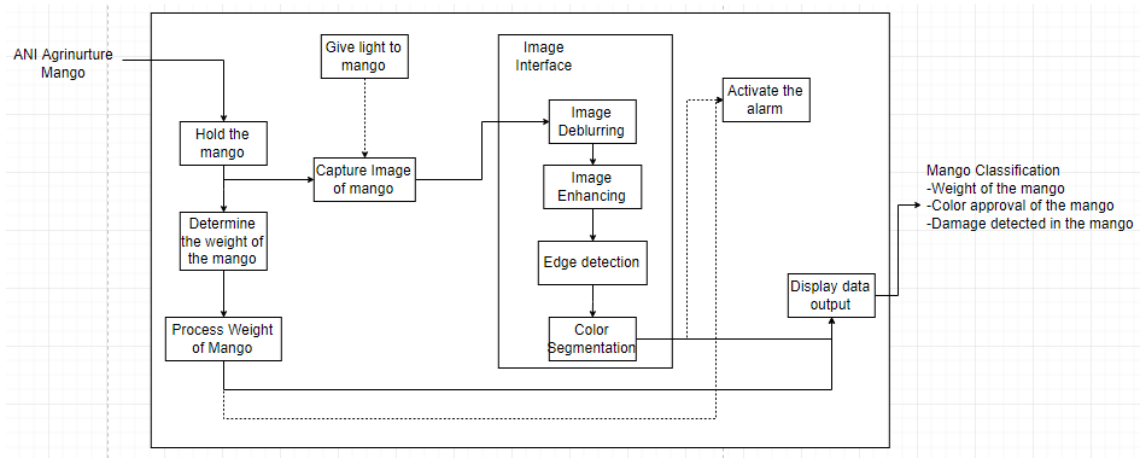 ANI Agrinurture
Mango
Give light to
mango
Image
Interface
Activate the
alarm
Image
Deblurring
Hold the
mango
Capture Image
of mango
Image
Enhancing
Mango Classification
-Weight of the mango
-Color approval of the mango
-Damage detected in the mango
Determine
the weight of
the mango
Edge detection
Display data
output
Process Weight
of Mango
Color
Segmentation